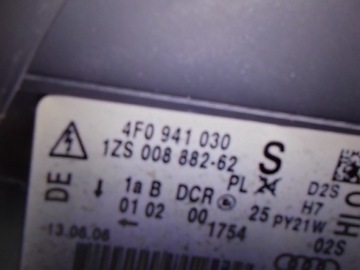 4F0 941 030
1ZS 008 882-62 S
1a B DCR PL 24 D2S
01 02 00 25 H7
1754 PY21W
DE 13.06.06 02S